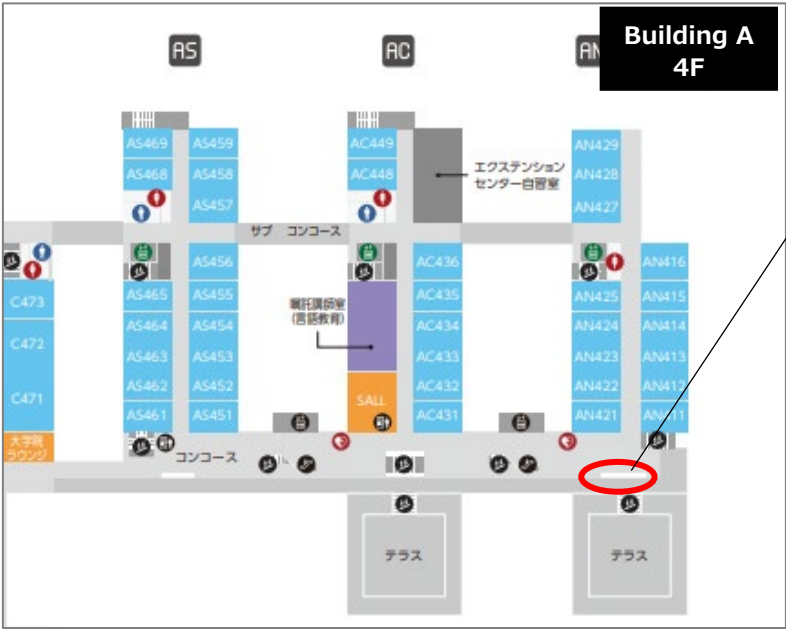 AS
AC
AN
Building A
4F
AS469
AS459
AC449
AN429
AS468
AS458
AC448
エクステンション
センター自習室
AN428
AS457
AN427
サブ コンコース
AS456
AC436
AN416
C473
AS465
AS455
嘱託講師室
(言語教育)
AC435
AN425
AN415
C472
AS464
AS454
AC434
AN424
AN414
AS463
AS453
AC433
AN423
AN413
C471
AS462
AS452
SALL
AC432
AN422
AN412
AS461
AS451
AC431
AN421
AN411
大学院
ラウンジ
コンコース
テラス
テラス